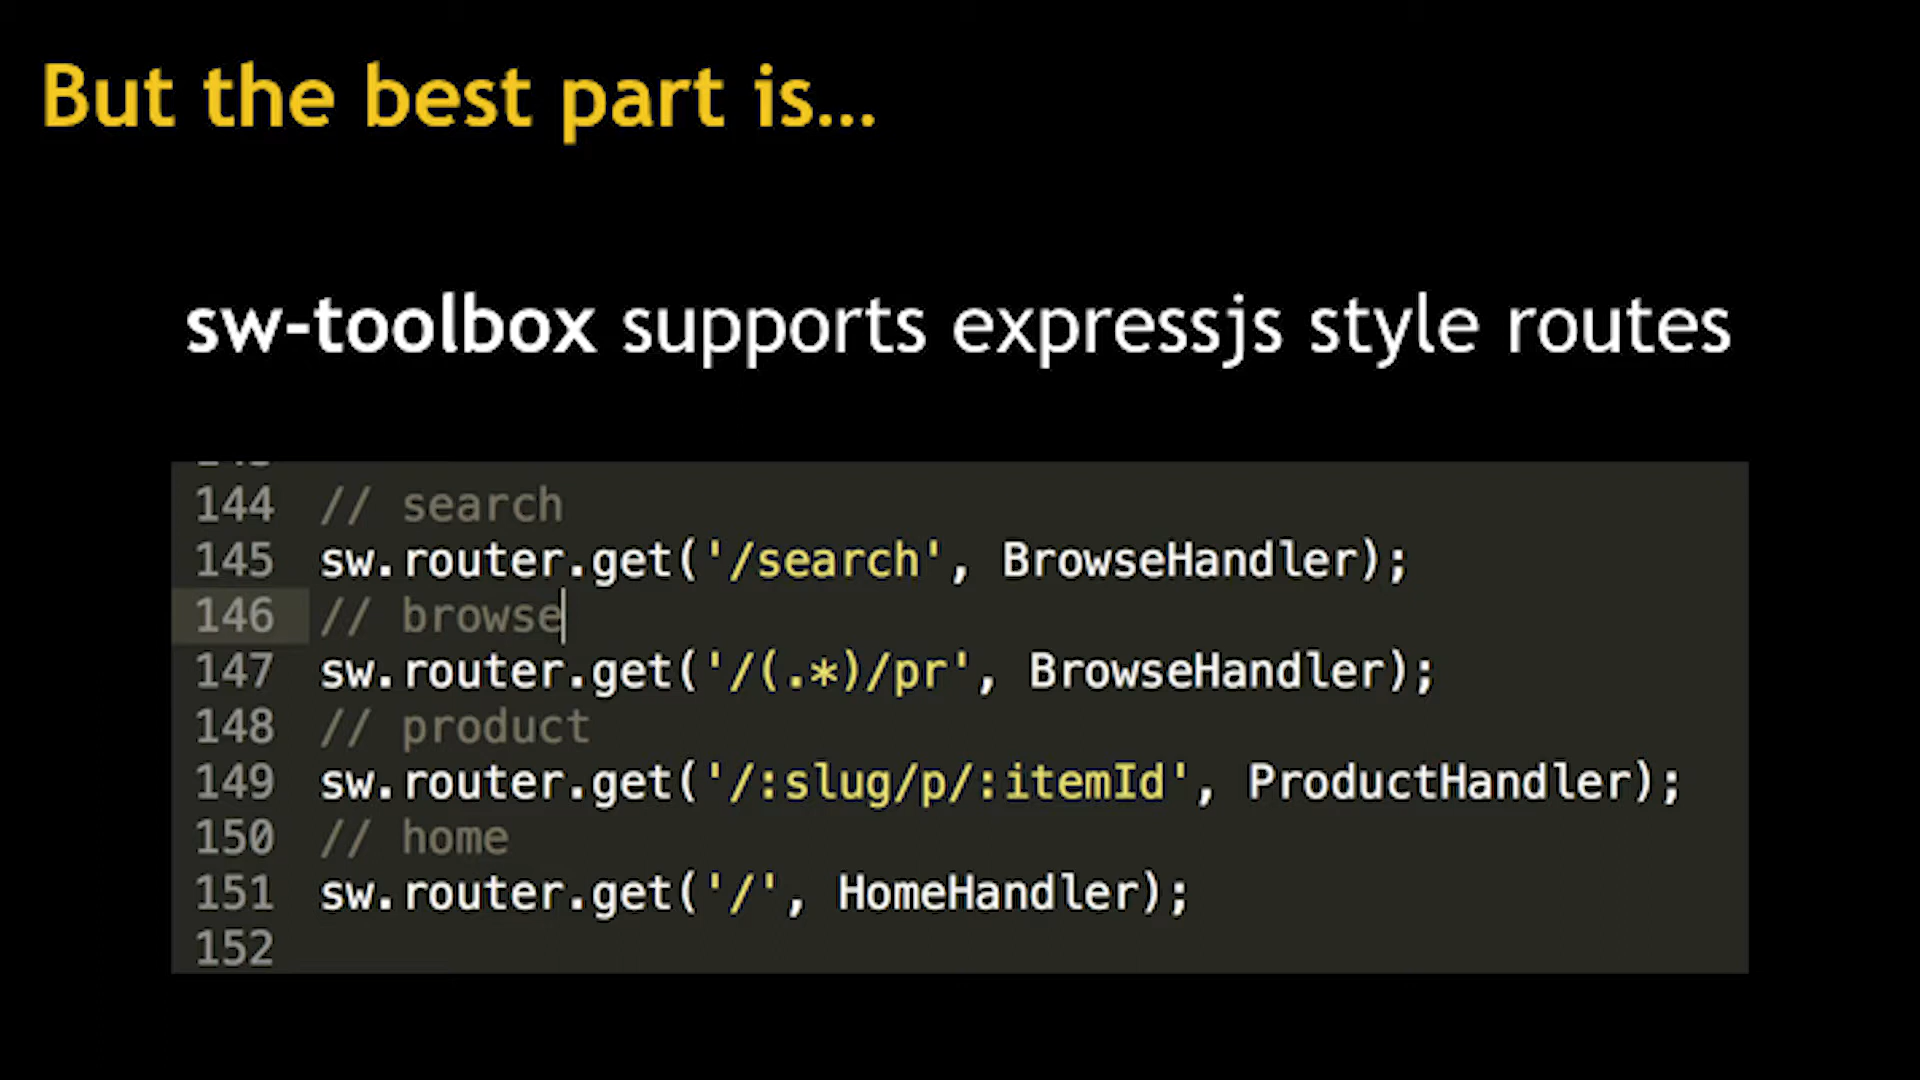 But the best part is...
sw-toolbox supports expressjs style routes
144 // search
145 sw.router.get('/search', BrowseHandler);
146 // browse
147 sw.router.get('/(.*)/pr', BrowseHandler);
148 // product
149 sw.router.get('/:slug/p/:itemId', ProductHandler);
150 // home
151 sw.router.get('/', HomeHandler);
152